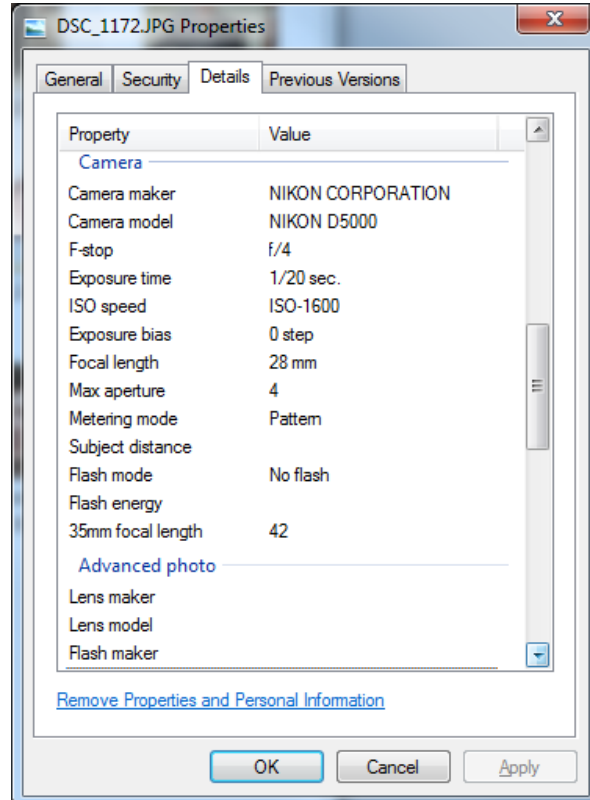 DSC_1172.JPG Properties
General Security Details Previous Versions
Property Value
Camera
Camera maker NIKON CORPORATION
Camera model NIKON D5000
F-stop f/4
Exposure time 1/20 sec.
ISO speed ISO-1600
Exposure bias 0 step
Focal length 28 mm
Max aperture 4
Metering mode Pattern
Subject distance
Flash mode No flash
Flash energy
35mm focal length 42
Advanced photo
Lens maker
Lens model
Flash maker
Remove Properties and Personal Information
OK Cancel Apply